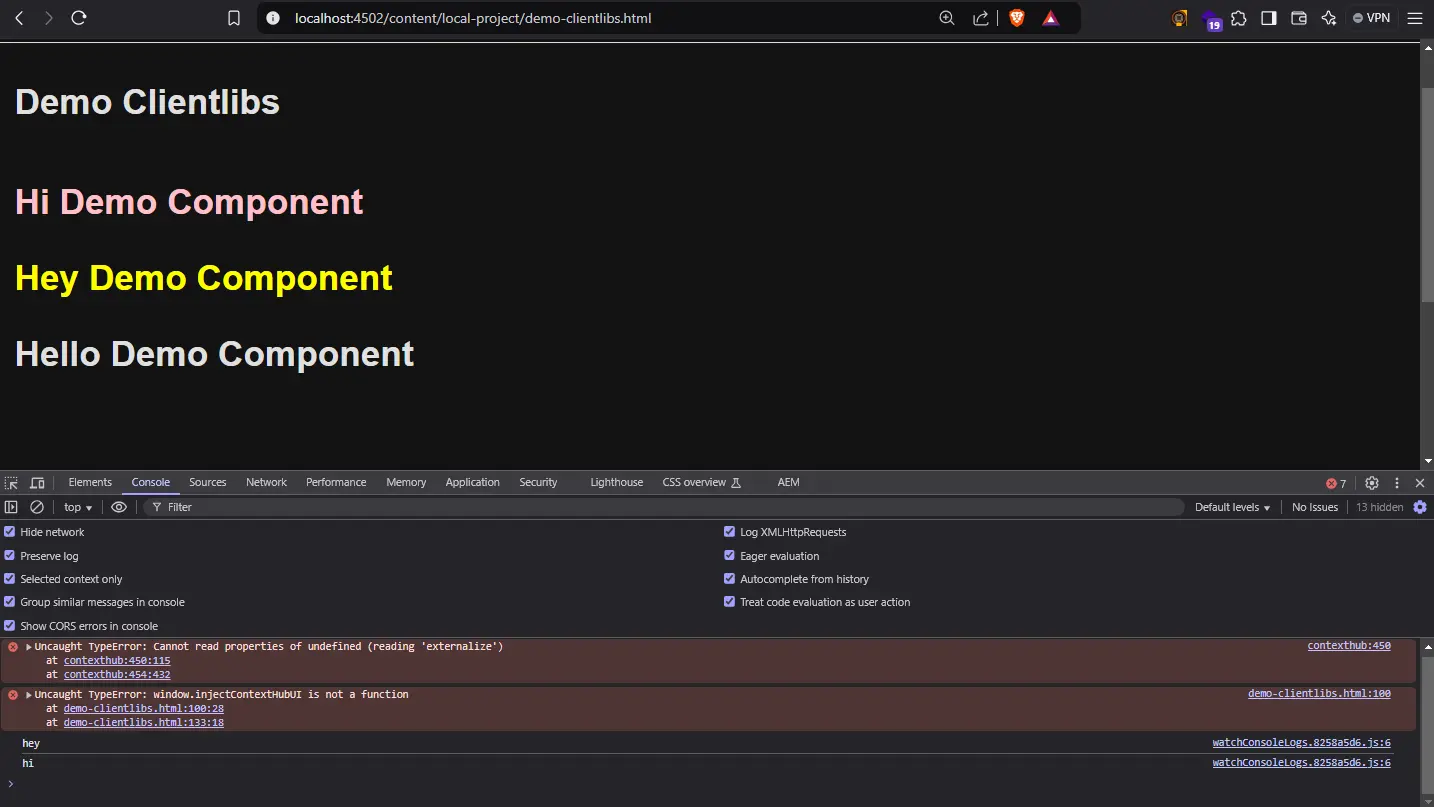 localhost:4502/content/local-project/demo-clientlibs.html
19
VPN
Demo Clientlibs
Hi Demo Component
Hey Demo Component
Hello Demo Component
Elements Console Sources Network Performance Memory Application Security Lighthouse CSS overview AEM 7
top Filter Default levels No Issues 13 hidden
Hide network Log XMLHttpRequests
Preserve log Eager evaluation
Selected context only Autocomplete from history
Group similar messages in console Treat code evaluation as user action
Show CORS errors in console
Uncaught TypeError: Cannot read properties of undefined (reading 'externalize') contexthub:450
at contexthub:450:115
at contexthub:454:432
Uncaught TypeError: window.injectContextHubUI is not a function demo-clientlibs.html:100
at demo-clientlibs.html:100:28
at demo-clientlibs.html:133:18
hey watchConsoleLogs.8258a5d6.js:6
hi watchConsoleLogs.8258a5d6.js:6